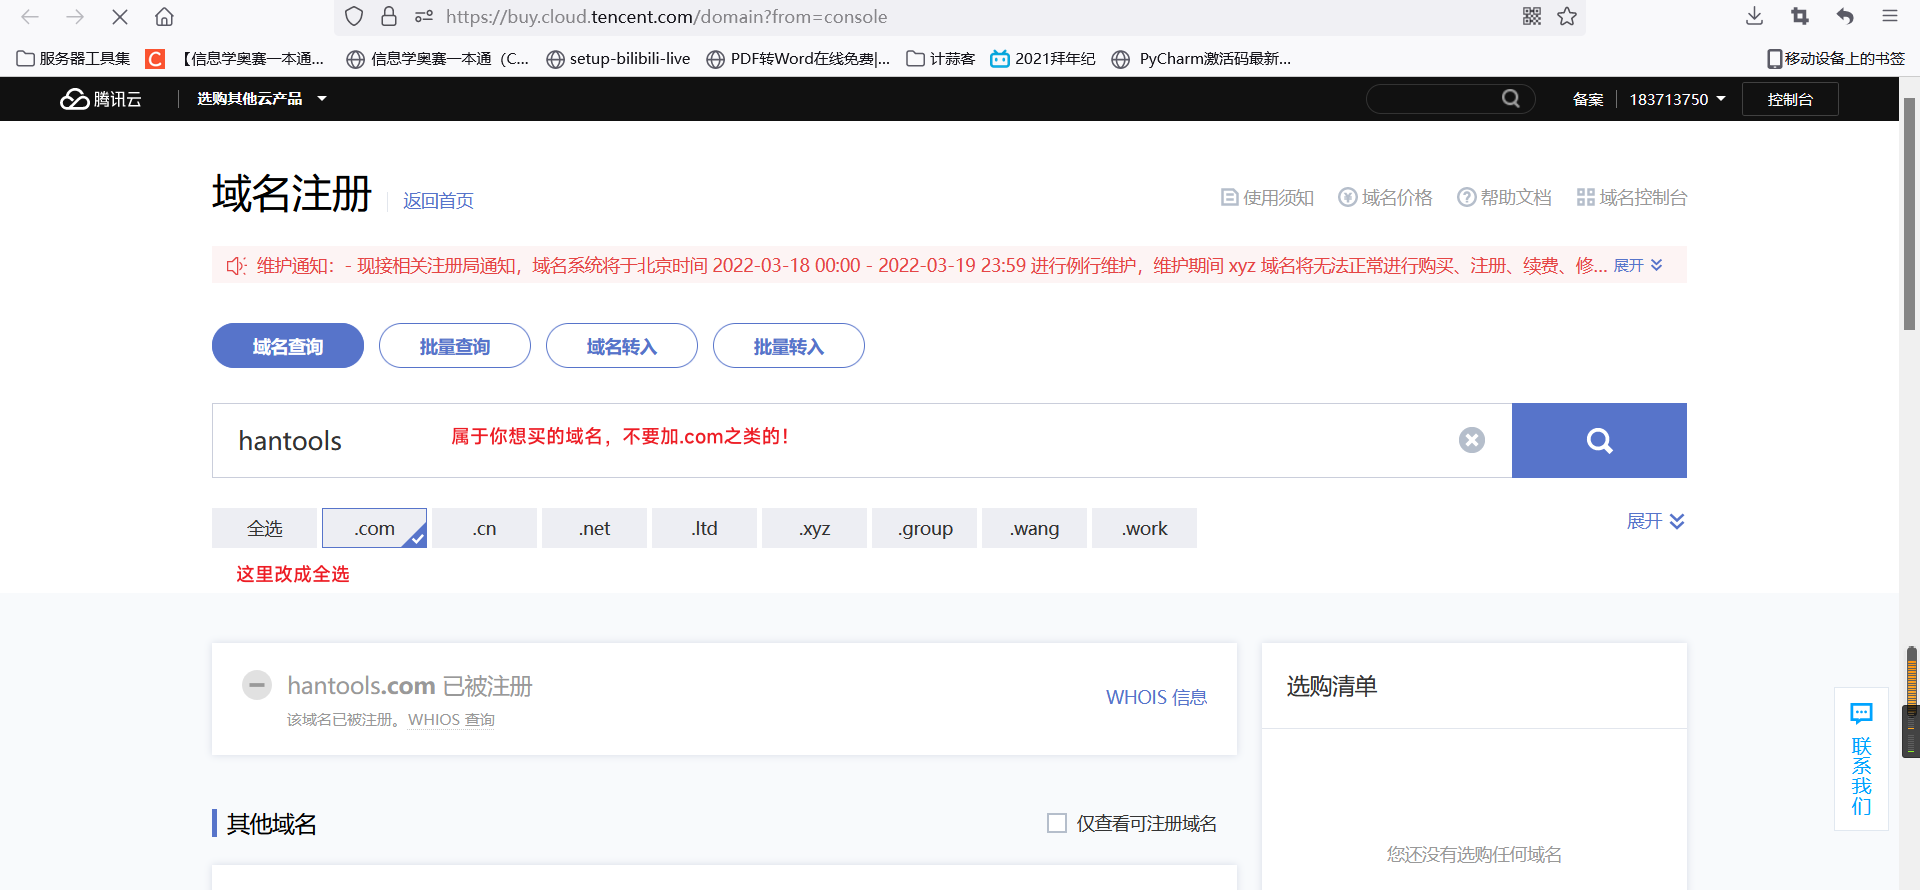 https://buy.cloud.tencent.com/domain?from=console
服务器工具集 C 【信息学奥赛一本通... 信息学奥赛一本通（C... setup-bilibili-live PDF转Word在线免费|... 计蒜客 2021拜年纪 PyCharm激活码最新... 移动设备上的书签
腾讯云 选购其他云产品 备案 183713750 控制台
域名注册 返回首页 使用须知 域名价格 帮助文档 域名控制台
维护通知：- 现接相关注册局通知，域名系统将于北京时间 2022-03-18 00:00 - 2022-03-19 23:59 进行例行维护，维护期间 xyz 域名将无法正常进行购买、注册、续费、修... 展开
域名查询 批量查询 域名转入 批量转入
hantools 属于你想买的域名，不要加.com之类的！
全选 .com .cn .net .ltd .xyz .group .wang .work 展开
这里改成全选
hantools.com 已被注册
该域名已被注册。WHIOS 查询
WHOIS 信息
选购清单
联系我们
其他域名 仅查看可注册域名
您还没有选购任何域名